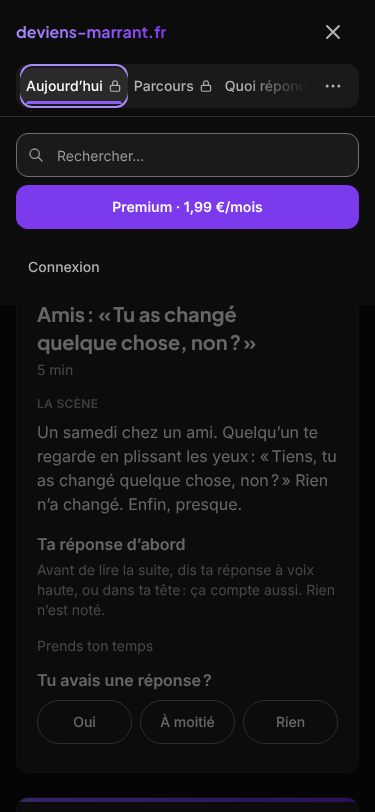 deviens-marrant.fr
Aujourd’hui Parcours Quoi répond
Rechercher...
Premium · 1,99 €/mois
Connexion
Amis : « Tu as changé
quelque chose, non ? »
5 min
LA SCÈNE
Un samedi chez un ami. Quelqu’un te
regarde en plissant les yeux : « Tiens, tu
as changé quelque chose, non ? » Rien
n’a changé. Enfin, presque.
Ta réponse d’abord
Avant de lire la suite, dis ta réponse à voix
haute, ou dans ta tête : ça compte aussi. Rien
n’est noté.
Prends ton temps
Tu avais une réponse ?
Oui À moitié Rien